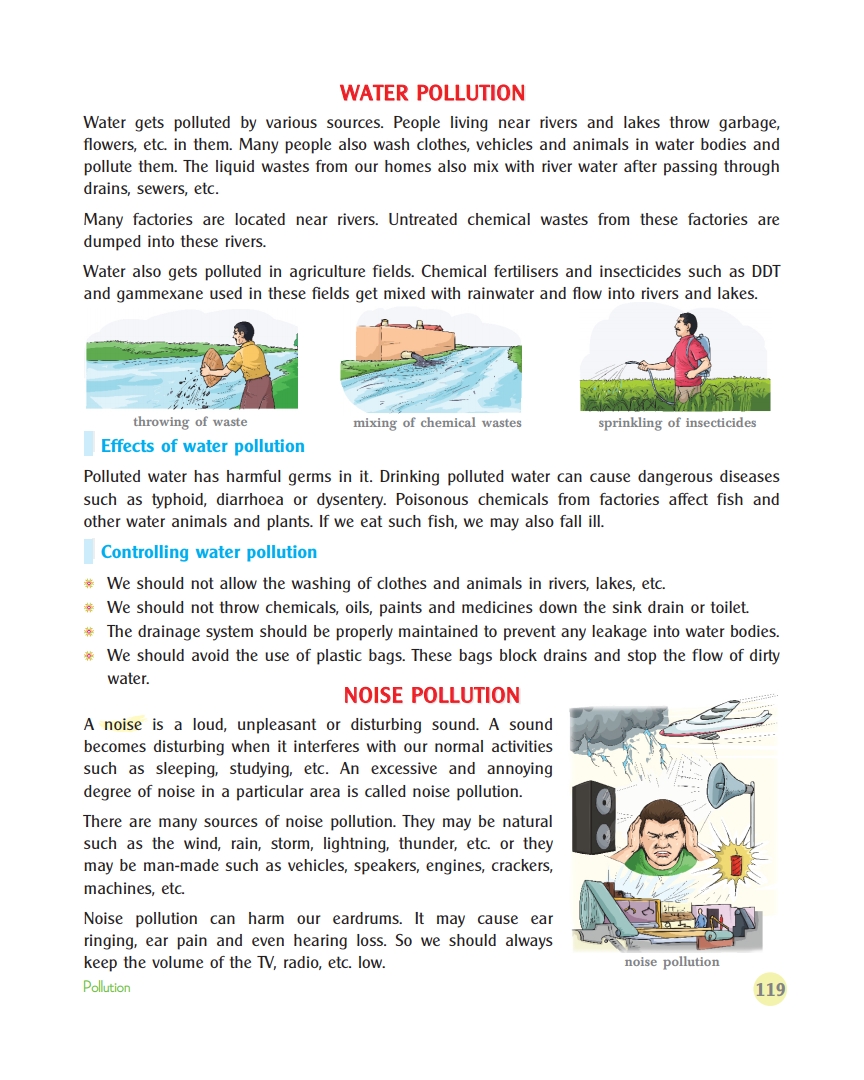 WATER POLLUTION
Water gets polluted by various sources. People living near rivers and lakes throw garbage,
flowers, etc. in them. Many people also wash clothes, vehicles and animals in water bodies and
pollute them. The liquid wastes from our homes also mix with river water after passing through
drains, sewers, etc.
Many factories are located near rivers. Untreated chemical wastes from these factories are
dumped into these rivers.
Water also gets polluted in agriculture fields. Chemical fertilisers and insecticides such as DDT
and gammexane used in these fields get mixed with rainwater and flow into rivers and lakes.
throwing of waste
mixing of chemical wastes
sprinkling of insecticides
Effects of water pollution
Polluted water has harmful germs in it. Drinking polluted water can cause dangerous diseases
such as typhoid, diarrhoea or dysentery. Poisonous chemicals from factories affect fish and
other water animals and plants. If we eat such fish, we may also fall ill.
Controlling water pollution
We should not allow the washing of clothes and animals in rivers, lakes, etc.
We should not throw chemicals, oils, paints and medicines down the sink drain or toilet.
The drainage system should be properly maintained to prevent any leakage into water bodies.
We should avoid the use of plastic bags. These bags block drains and stop the flow of dirty
water.
NOISE POLLUTION
A noise is a loud, unpleasant or disturbing sound. A sound
becomes disturbing when it interferes with our normal activities
such as sleeping, studying, etc. An excessive and annoying
degree of noise in a particular area is called noise pollution.
There are many sources of noise pollution. They may be natural
such as the wind, rain, storm, lightning, thunder, etc. or they
may be man-made such as vehicles, speakers, engines, crackers,
machines, etc.
Noise pollution can harm our eardrums. It may cause ear
ringing, ear pain and even hearing loss. So we should always
keep the volume of the TV, radio, etc. low.
noise pollution
Pollution
119